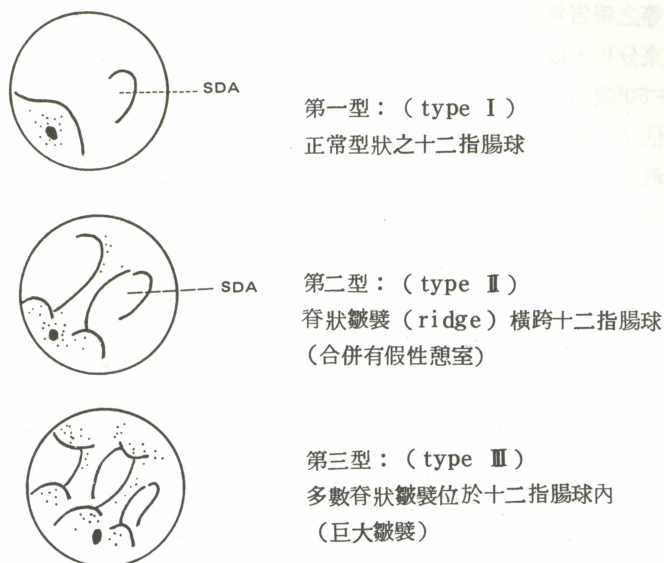 SDA
第一型：（type Ⅰ）
正常型狀之十二指腸球
SDA
第二型：（type Ⅱ）
脊狀皺襞（ridge）橫跨十二指腸球
（合併有假性憩室）
第三型：（type Ⅲ）
多數脊狀皺襞位於十二指腸球內
（巨大皺襞）